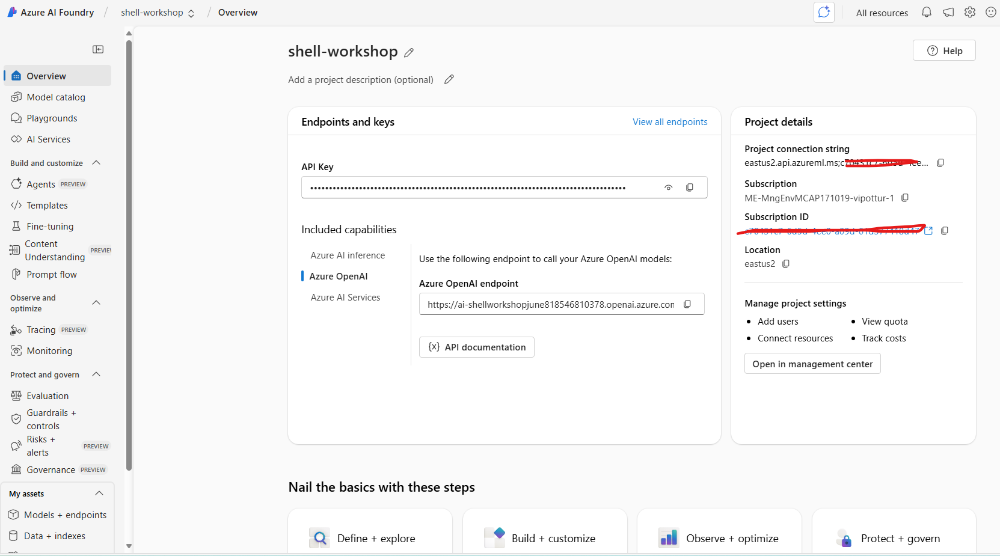 Azure AI Foundry / shell-workshop / Overview
All resources
Overview
Model catalog
Playgrounds
AI Services
Build and customize
Agents PREVIEW
Templates
Fine-tuning
Content
Understanding PREVIEW
Prompt flow
Observe and
optimize
Tracing PREVIEW
Monitoring
Protect and govern
Evaluation
Guardrails +
controls
Risks +
alerts PREVIEW
Governance PREVIEW
My assets
Models + endpoints
Data + indexes
shell-workshop
Help
Add a project description (optional)
Endpoints and keys
View all endpoints
API Key
Included capabilities
Azure AI inference
Azure OpenAI
Azure AI Services
Use the following endpoint to call your Azure OpenAI models:
Azure OpenAI endpoint
https://ai-shellworkshopjune818546810378.openai.azure.com
{x} API documentation
Project details
Project connection string
eastus2.api.azureml.ms;
Subscription
ME-MngEnvMCAP171019-vipottur-1
Subscription ID
Location
eastus2
Manage project settings
• Add users
• View quota
• Connect resources
• Track costs
Open in management center
Nail the basics with these steps
Define + explore
Build + customize
Observe + optimize
Protect + govern